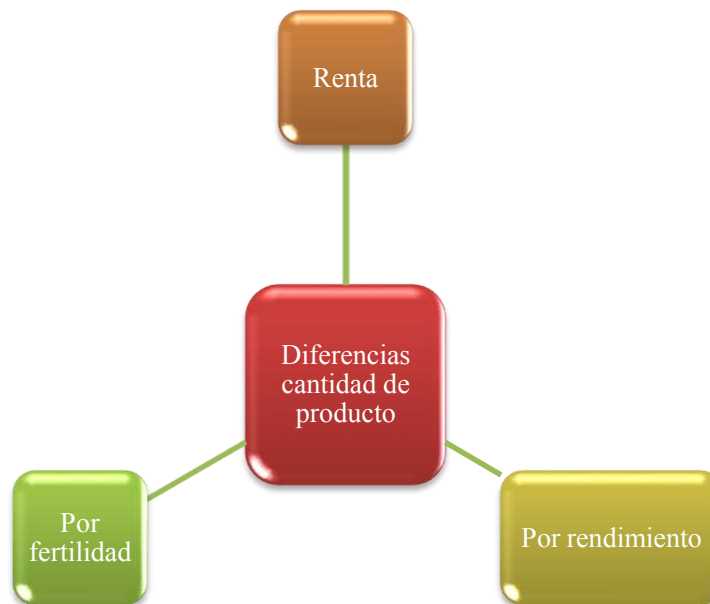 Renta
Diferencias
cantidad de
producto
Por
fertilidad
Por rendimiento